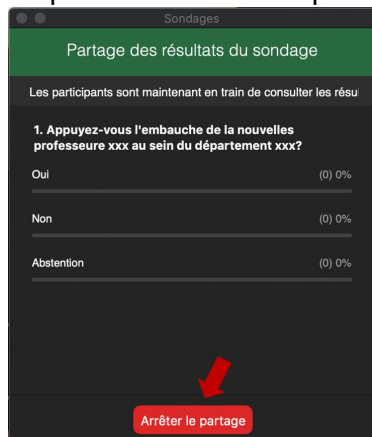 Sondages
Partage des résultats du sondage
Les participants sont maintenant en train de consulter les résul
1. Appuyez-vous l'embauche de la nouvelles
professeure xxx au sein du département xxx?
Oui (0) 0%
Non (0) 0%
Abstention (0) 0%
Arrêter le partage